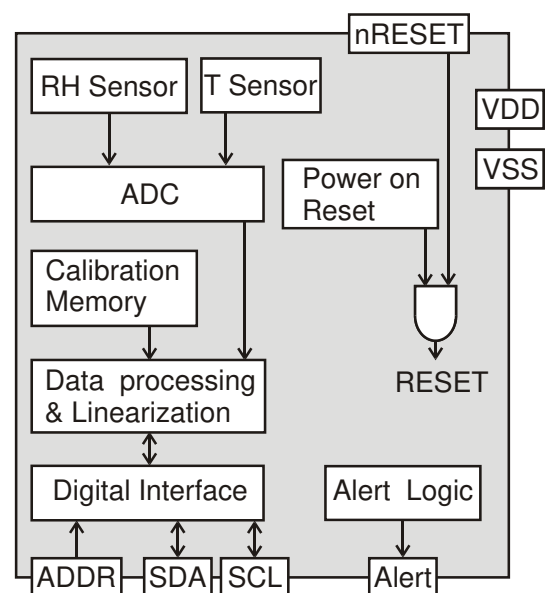 nRESET
RH Sensor
T Sensor
VDD
VSS
ADC
Power on
Reset
Calibration
Memory
RESET
Data processing
& Linearization
Digital Interface
Alert Logic
ADDR
SDA
SCL
Alert